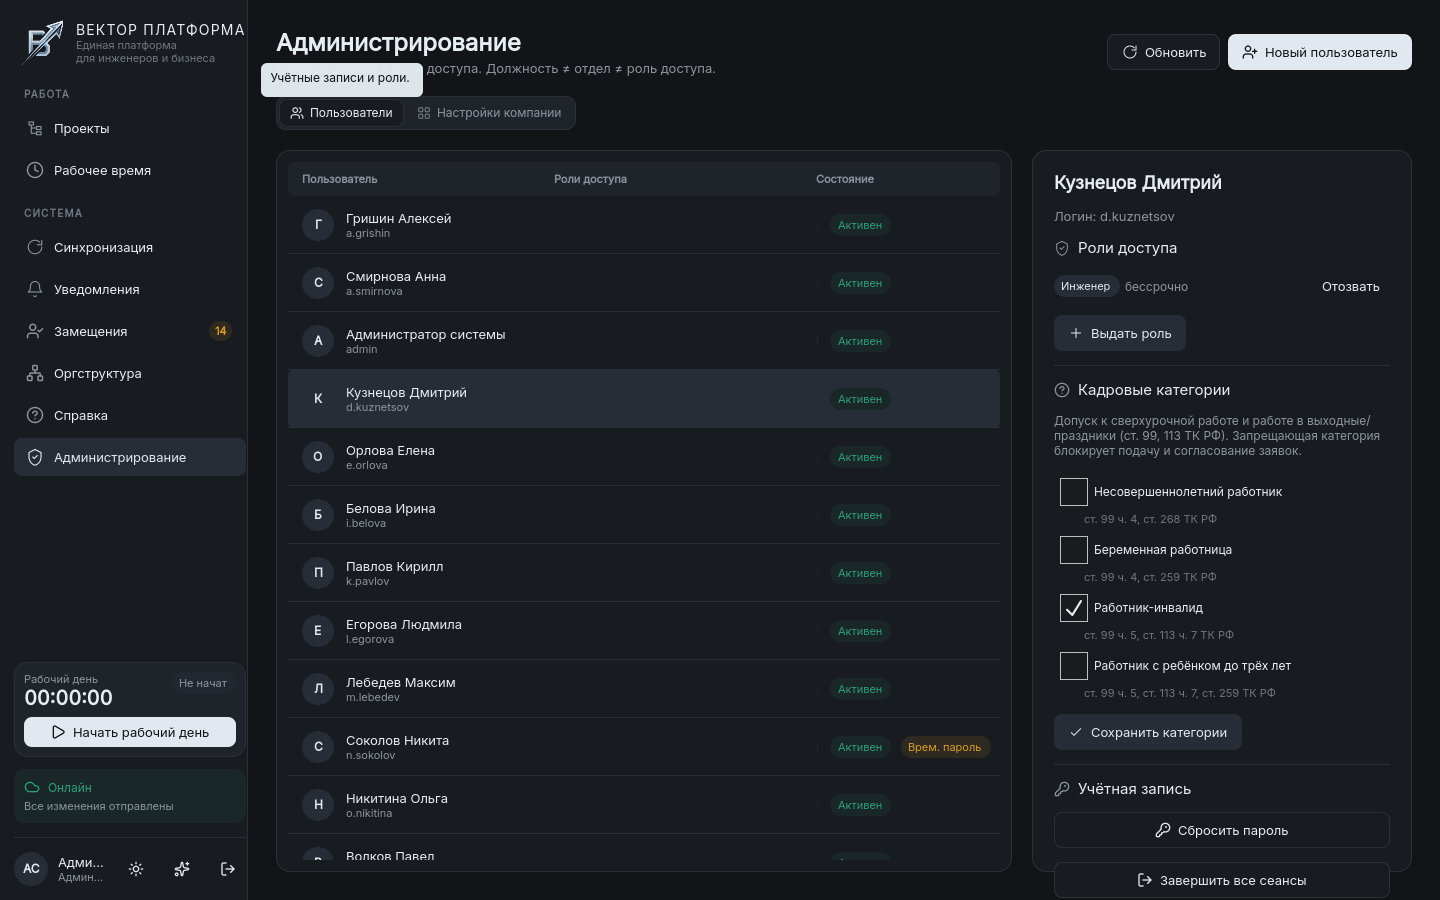 ВЕКТОР ПЛАТФОРМА
Единая платформа
для инженеров и бизнеса
РАБОТА
Проекты
Рабочее время
СИСТЕМА
Синхронизация
Уведомления
Замещения
14
Оргструктура
Справка
Администрирование
Рабочий день
Не начат
00:00:00
Начать рабочий день
Онлайн
Все изменения отправлены
АС
Адми...
Админ...
Администрирование
доступа. Должность ≠ отдел ≠ роль доступа.
Учётные записи и роли.
Обновить
Новый пользователь
Пользователи
Настройки компании
Пользователь
Роли доступа
Состояние
Г
Гришин Алексей
a.grishin
Активен
С
Смирнова Анна
a.smirnova
Активен
А
Администратор системы
admin
Активен
К
Кузнецов Дмитрий
d.kuznetsov
Активен
О
Орлова Елена
e.orlova
Активен
Б
Белова Ирина
i.belova
Активен
П
Павлов Кирилл
k.pavlov
Активен
Е
Егорова Людмила
l.egorova
Активен
Л
Лебедев Максим
m.lebedev
Активен
С
Соколов Никита
n.sokolov
Активен
Врем. пароль
Н
Никитина Ольга
o.nikitina
Активен
Волков Павел
Кузнецов Дмитрий
Логин: d.kuznetsov
Роли доступа
Инженер
бессрочно
Отозвать
Выдать роль
Кадровые категории
Допуск к сверхурочной работе и работе в выходные/
праздники (ст. 99, 113 ТК РФ). Запрещающая категория
блокирует подачу и согласование заявок.
Несовершеннолетний работник
ст. 99 ч. 4, ст. 268 ТК РФ
Беременная работница
ст. 99 ч. 4, ст. 259 ТК РФ
Работник-инвалид
ст. 99 ч. 5, ст. 113 ч. 7 ТК РФ
Работник с ребёнком до трёх лет
ст. 99 ч. 5, ст. 113 ч. 7, ст. 259 ТК РФ
Сохранить категории
Учётная запись
Сбросить пароль
Завершить все сеансы